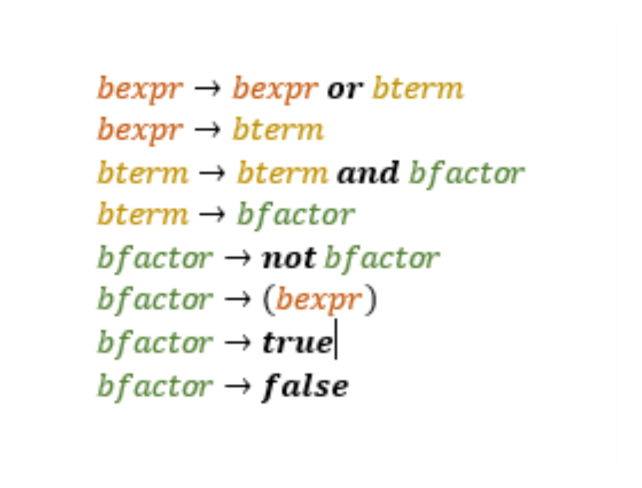 bexpr → bexpr or bterm
bexpr → bterm
bterm → bterm and bfactor
bterm → bfactor
bfactor → not bfactor
bfactor → (bexpr)
bfactor → true
bfactor → false